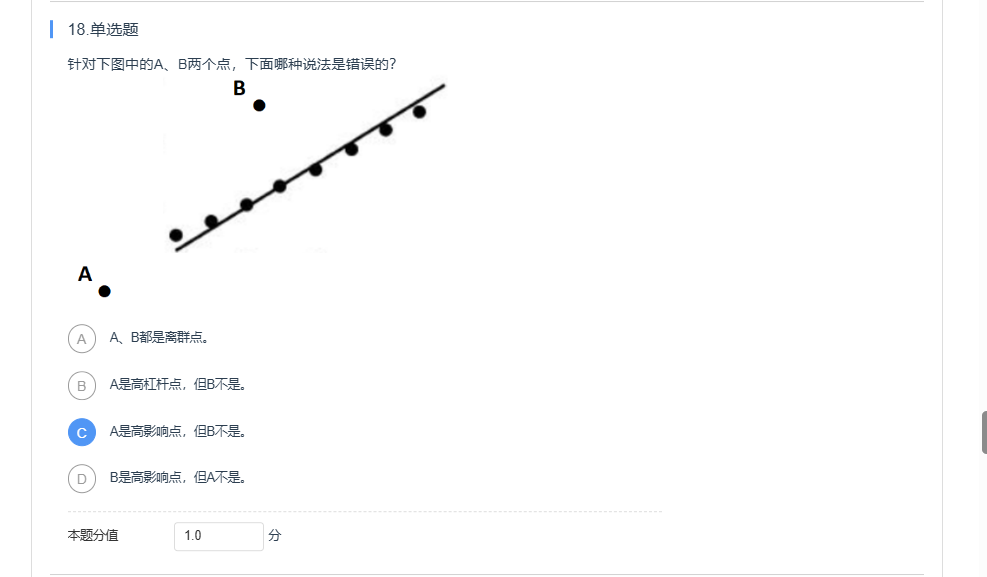 18.单选题
针对下图中的A、B两个点，下面哪种说法是错误的?
B
A
A A、B都是离群点。
B A是高杠杆点，但B不是。
C A是高影响点，但B不是。
D B是高影响点，但A不是。
本题分值 1.0 分